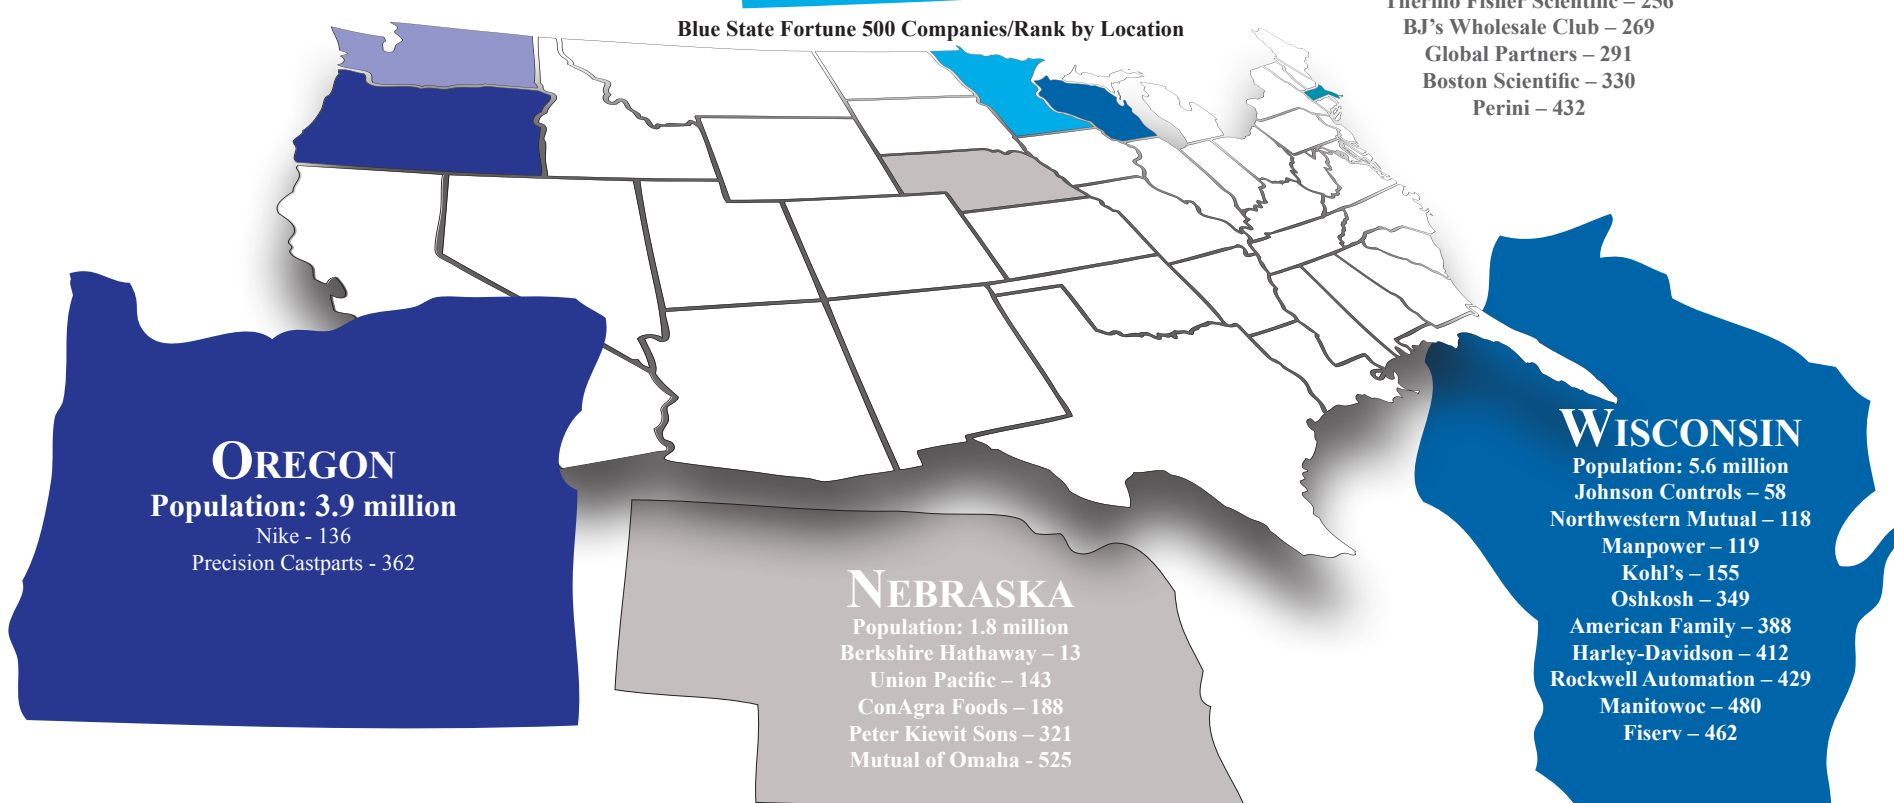 Blue State Fortune 500 Companies/Rank by Location
Thermo Fisher Scientific – 256
BJ's Wholesale Club – 269
Global Partners – 291
Boston Scientific – 330
Perini – 432
OREGON
Population: 3.9 million
Nike - 136
Precision Castparts - 362
NEBRASKA
Population: 1.8 million
Berkshire Hathaway – 13
Union Pacific – 143
ConAgra Foods – 188
Peter Kiewit Sons – 321
Mutual of Omaha - 525
WISCONSIN
Population: 5.6 million
Johnson Controls – 58
Northwestern Mutual – 118
Manpower – 119
Kohl's – 155
Oshkosh – 349
American Family – 388
Harley-Davidson – 412
Rockwell Automation – 429
Manitowoc – 480
Fiserv – 462